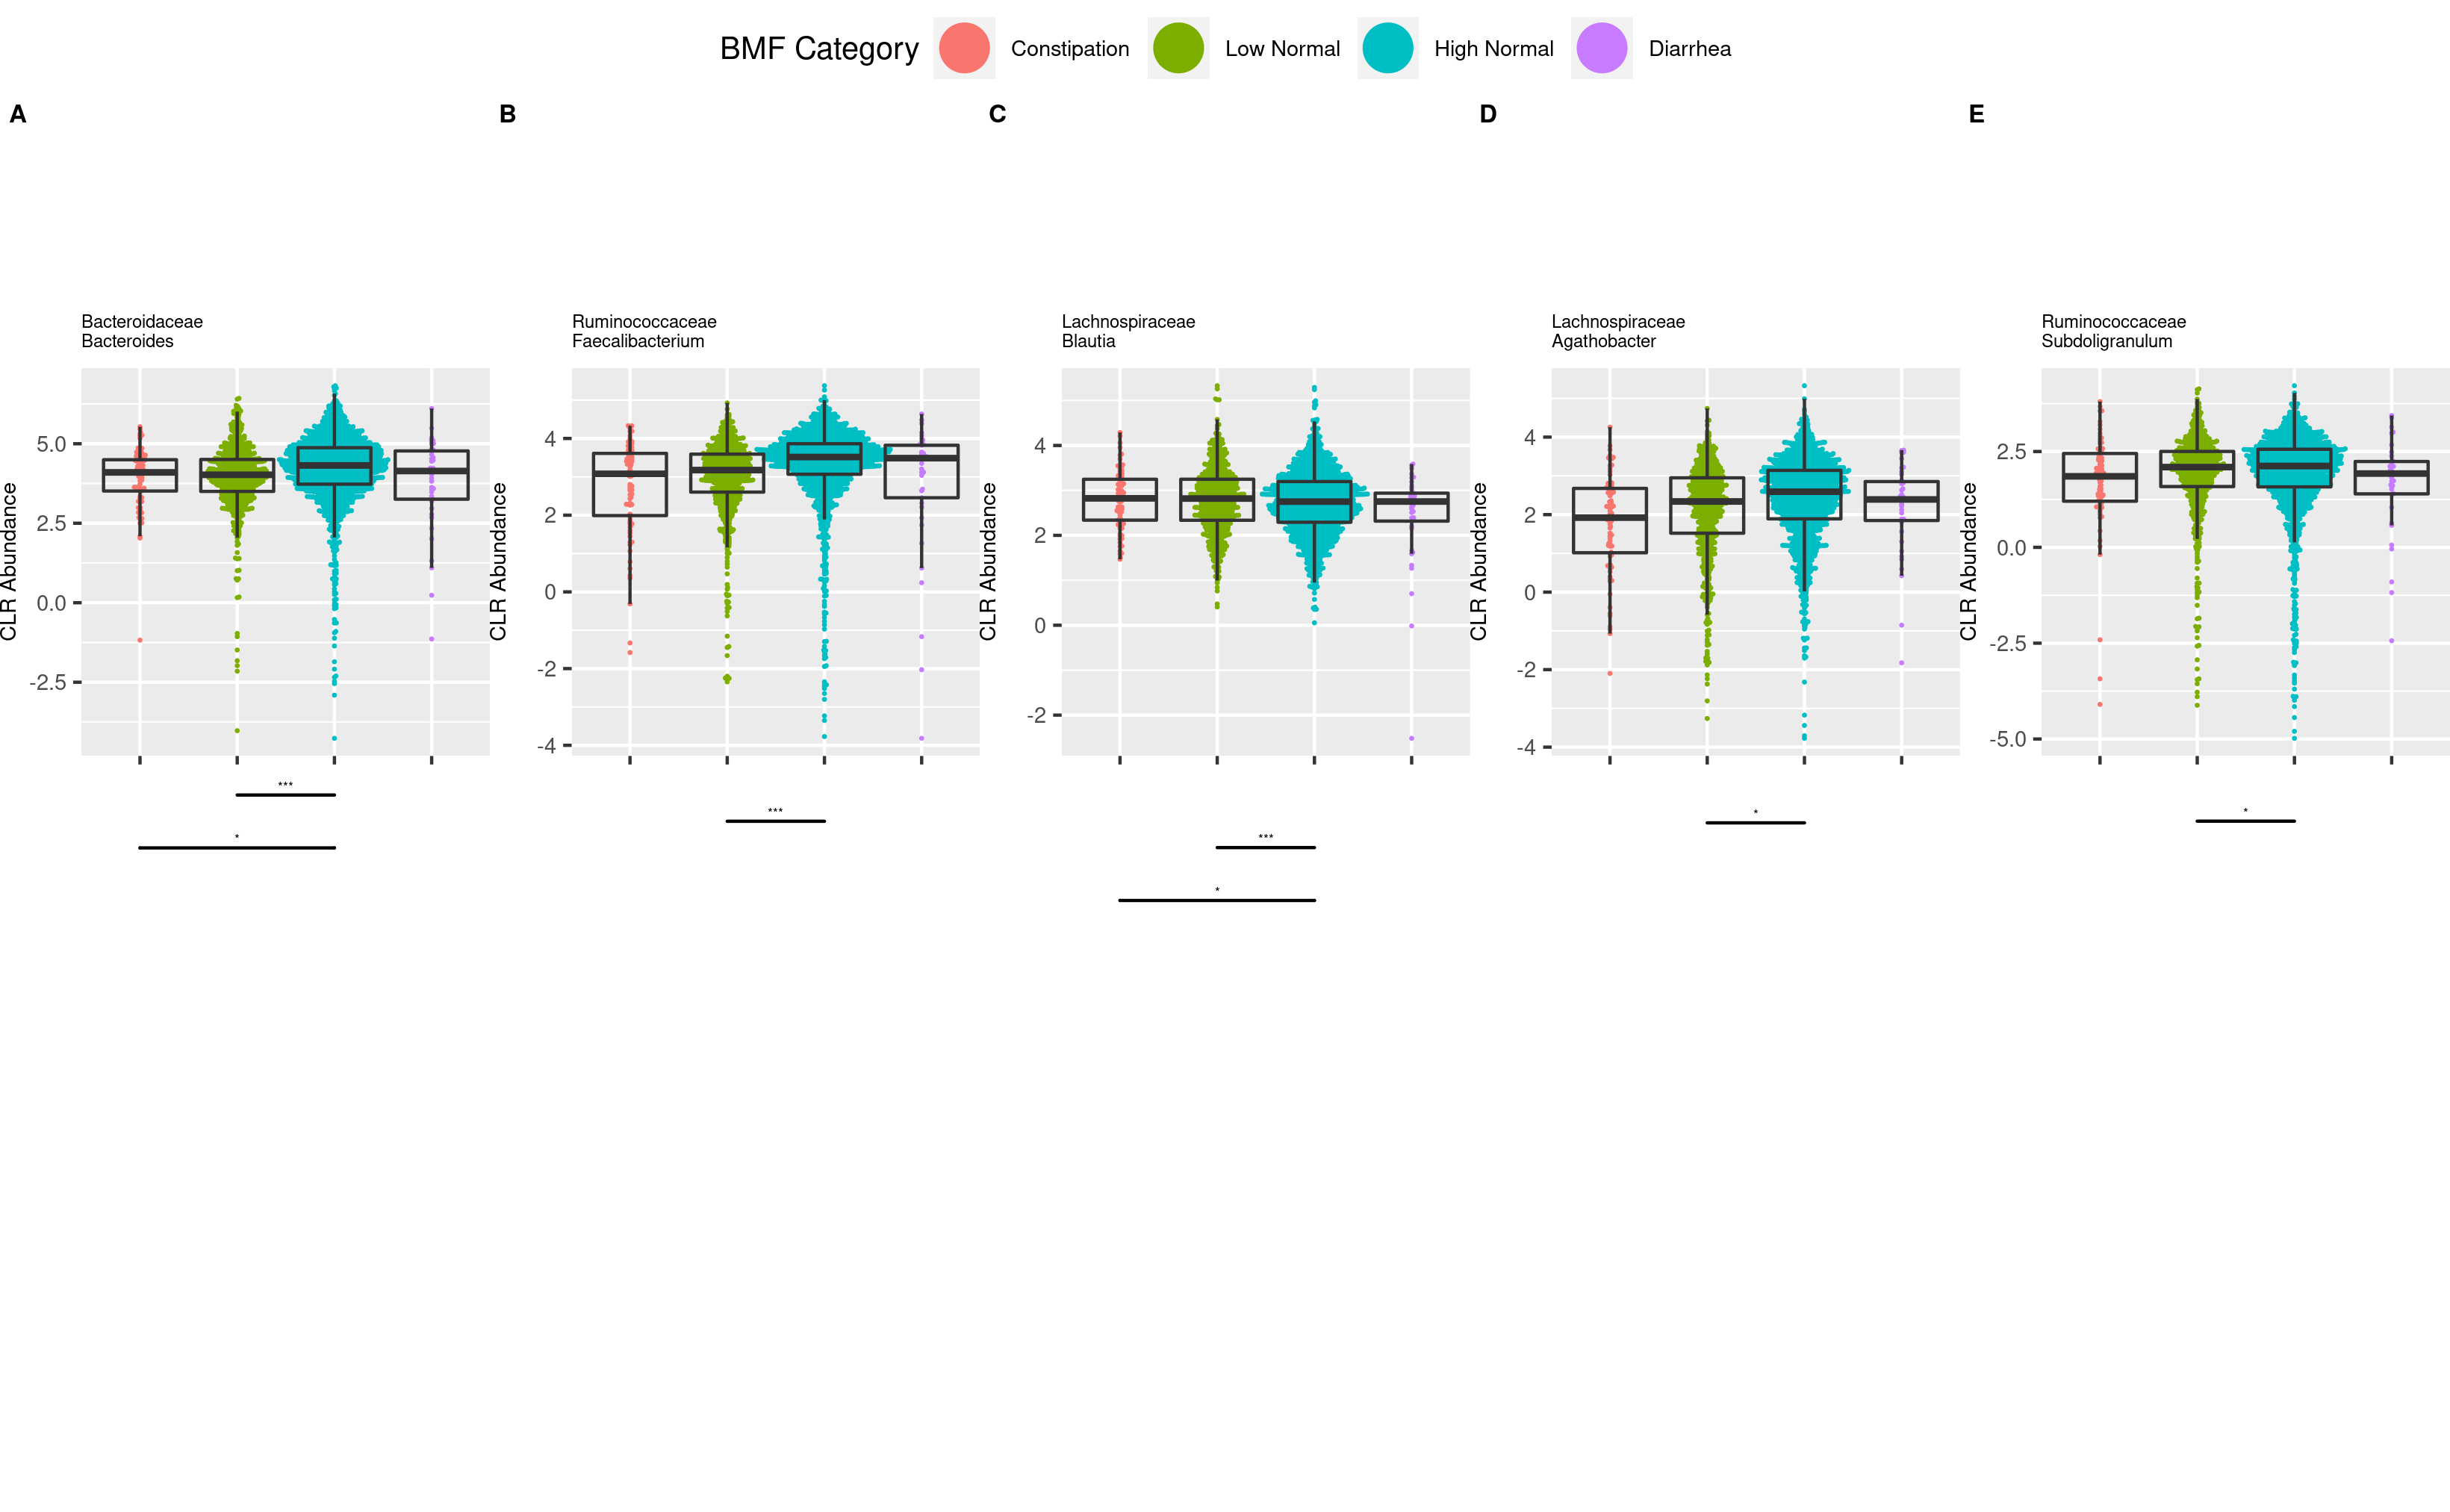 BMF Category Constipation Low Normal High Normal Diarrhea
A B C D E
Bacteroidaceae
Bacteroides
CLR Abundance
5.0
2.5
0.0
-2.5
***
*
Ruminococcaceae
Faecalibacterium
CLR Abundance
4
2
0
-2
-4
***
Lachnospiraceae
Blautia
CLR Abundance
4
2
0
-2
***
*
Lachnospiraceae
Agathobacter
CLR Abundance
4
2
0
-2
-4
*
Ruminococcaceae
Subdoligranulum
CLR Abundance
2.5
0.0
-2.5
-5.0
*